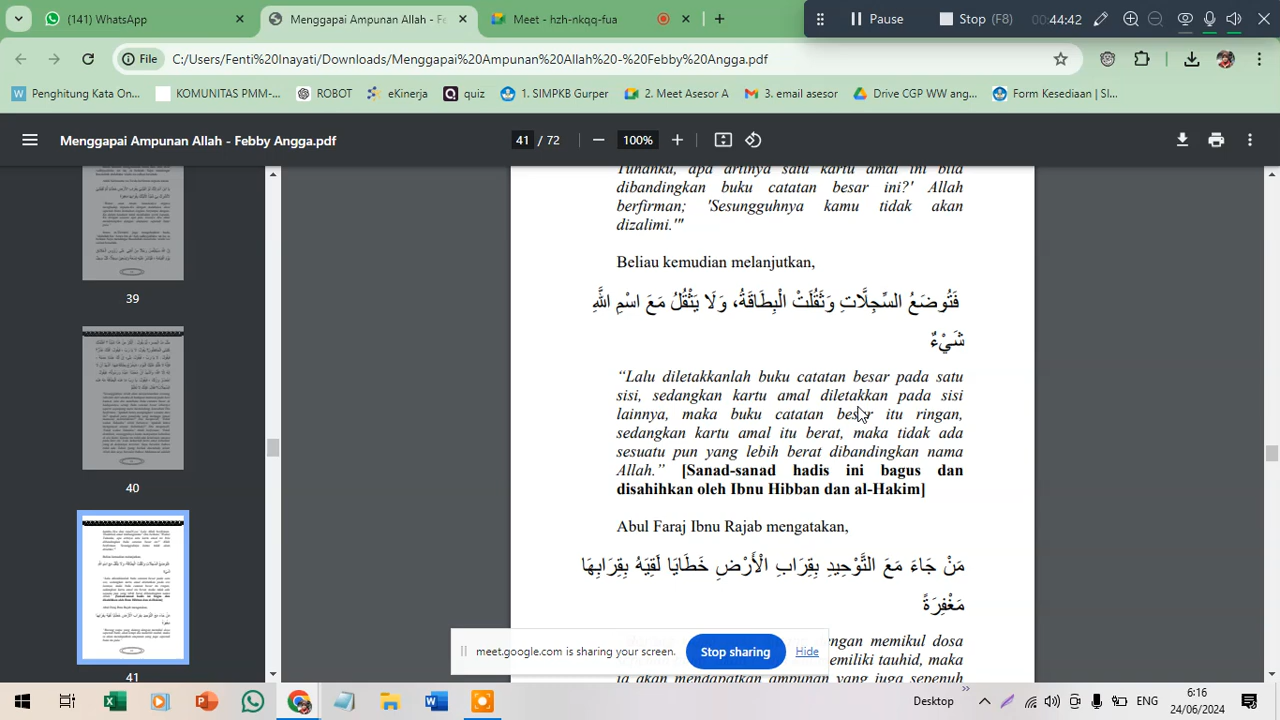 (141) WhatsApp
Menggapai Ampunan Allah - Fe
Meet - hzh-nkqq-fua
Pause
Stop (F8)
00:44:42
File
C:/Users/Fenti%20Inayati/Downloads/Menggapai%20Ampunan%20Allah%20-%20Febby%20Angga.pdf
Penghitung Kata On...
KOMUNITAS PMM-...
ROBOT
eKinerja
quiz
1. SIMPKB Gurper
2. Meet Asesor A
3. email asesor
Drive CGP WW ang...
Form Kesediaan | Sl...
Menggapai Ampunan Allah - Febby Angga.pdf
41 / 72
100%
39
40
41
Tuhanku, apa artinya satu kartu amal ini bila
dibandingkan buku catatan besar ini?' Allah
berfirman; 'Sesungguhnya kamu tidak akan
dizalimi.'"
Beliau kemudian melanjutkan,
فَتُوضَعُ السِّجِلَّاتِ وَثَقُلَتْ الْبِطَاقَةُ، وَلَا يَثْقُلُ مَعَ اسْمِ اللَّهِ
شَيْءٌ
“Lalu diletakkanlah buku catatan besar pada satu
sisi, sedangkan kartu amal diletakkan pada sisi
lainnya, maka buku catatan besar itu ringan,
sedangkan kartu amal itu berat, maka tidak ada
sesuatu pun yang lebih berat dibandingkan nama
Allah.” [Sanad-sanad hadis ini bagus dan
disahihkan oleh Ibnu Hibban dan al-Hakim]
Abul Faraj Ibnu Rajab mengatakan,
مَنْ جَاءَ مَعَ التَّوْحِيدِ بِقِرَابِ الْأَرْضِ خَطَايَا لَقِيَهُ بِقِرَابِهَا
مَغْفِرَةً
ngan memikul dosa
emiliki tauhid, maka
ia akan mendapatkan ampunan yang juga sepenuh
meet.google.com is sharing your screen.
Stop sharing
Hide
Desktop
ENG
6:16
24/06/2024